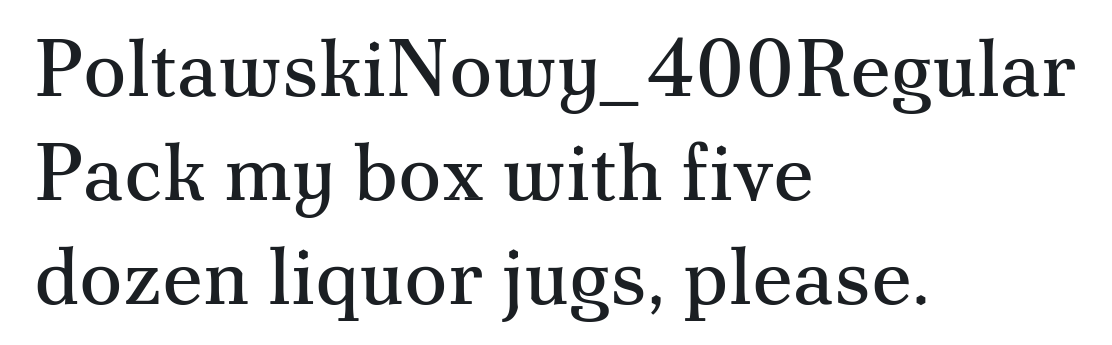 PoltawskiNowy_400Regular
Pack my box with five
dozen liquor jugs, please.